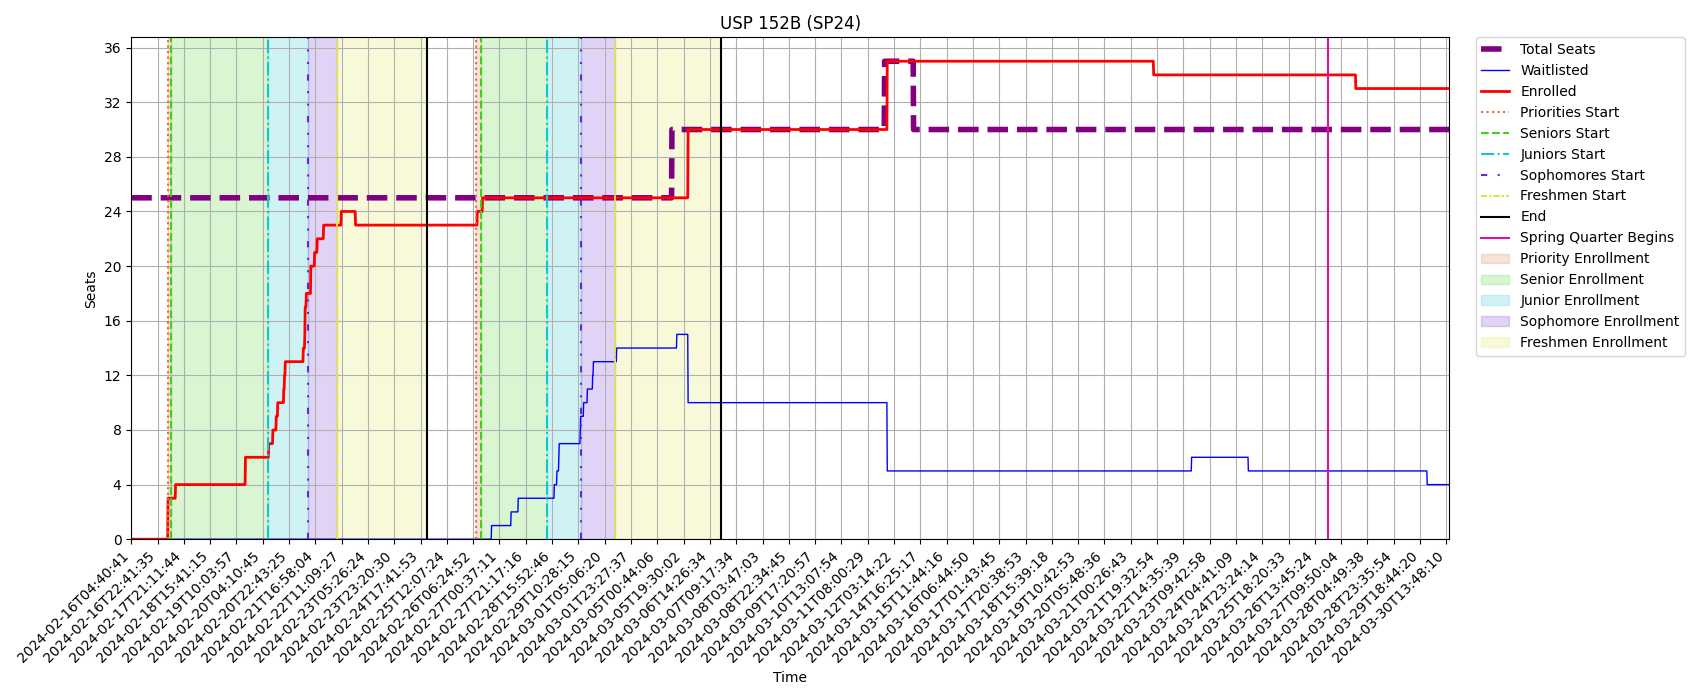 USP 152B (SP24)
Seats
36
32
28
24
20
16
12
8
4
0
2024-02-16T04:40:41
2024-02-16T22:41:35
2024-02-17T21:11:44
2024-02-18T15:41:15
2024-02-19T10:03:57
2024-02-20T04:10:45
2024-02-20T22:43:25
2024-02-21T16:58:04
2024-02-22T11:09:27
2024-02-23T05:26:24
2024-02-23T23:20:30
2024-02-24T17:41:53
2024-02-25T12:07:24
2024-02-26T06:24:52
2024-02-27T00:37:11
2024-02-27T21:17:16
2024-02-28T15:52:46
2024-02-29T10:28:15
2024-03-01T05:06:20
2024-03-01T23:27:37
2024-03-05T00:44:06
2024-03-05T19:30:02
2024-03-06T14:26:34
2024-03-07T09:17:34
2024-03-08T03:47:03
2024-03-08T22:34:45
2024-03-09T17:20:57
2024-03-10T13:07:54
2024-03-11T08:00:29
2024-03-12T03:14:22
2024-03-14T16:25:17
2024-03-15T11:44:16
2024-03-16T06:44:50
2024-03-17T01:43:45
2024-03-17T20:38:53
2024-03-18T15:39:18
2024-03-19T10:42:53
2024-03-20T05:48:36
2024-03-21T00:26:43
2024-03-21T19:32:54
2024-03-22T14:35:39
2024-03-23T09:42:58
2024-03-24T04:41:09
2024-03-24T23:24:14
2024-03-25T18:20:33
2024-03-26T13:45:24
2024-03-27T09:50:04
2024-03-28T04:49:38
2024-03-28T23:35:54
2024-03-29T18:44:20
2024-03-30T13:48:10
Time
Total Seats
Waitlisted
Enrolled
Priorities Start
Seniors Start
Juniors Start
Sophomores Start
Freshmen Start
End
Spring Quarter Begins
Priority Enrollment
Senior Enrollment
Junior Enrollment
Sophomore Enrollment
Freshmen Enrollment